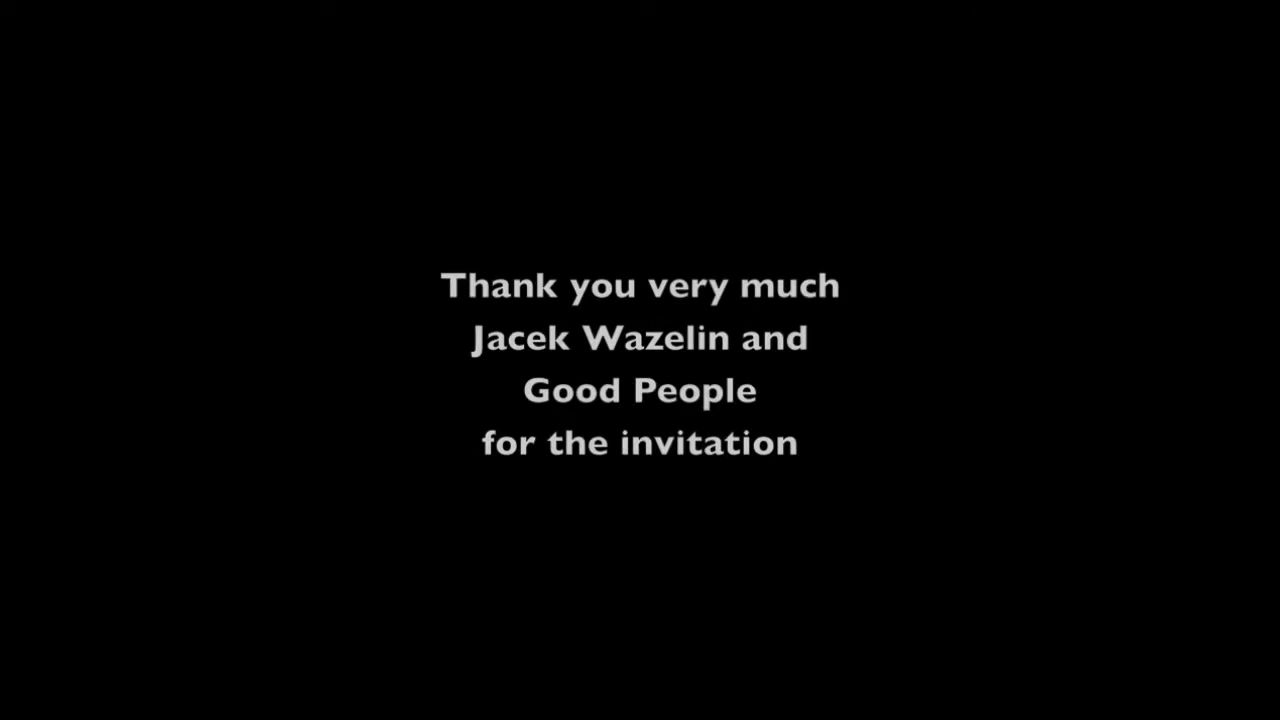 Thank you very much
Jacek Wazelin and
Good People
for the invitation